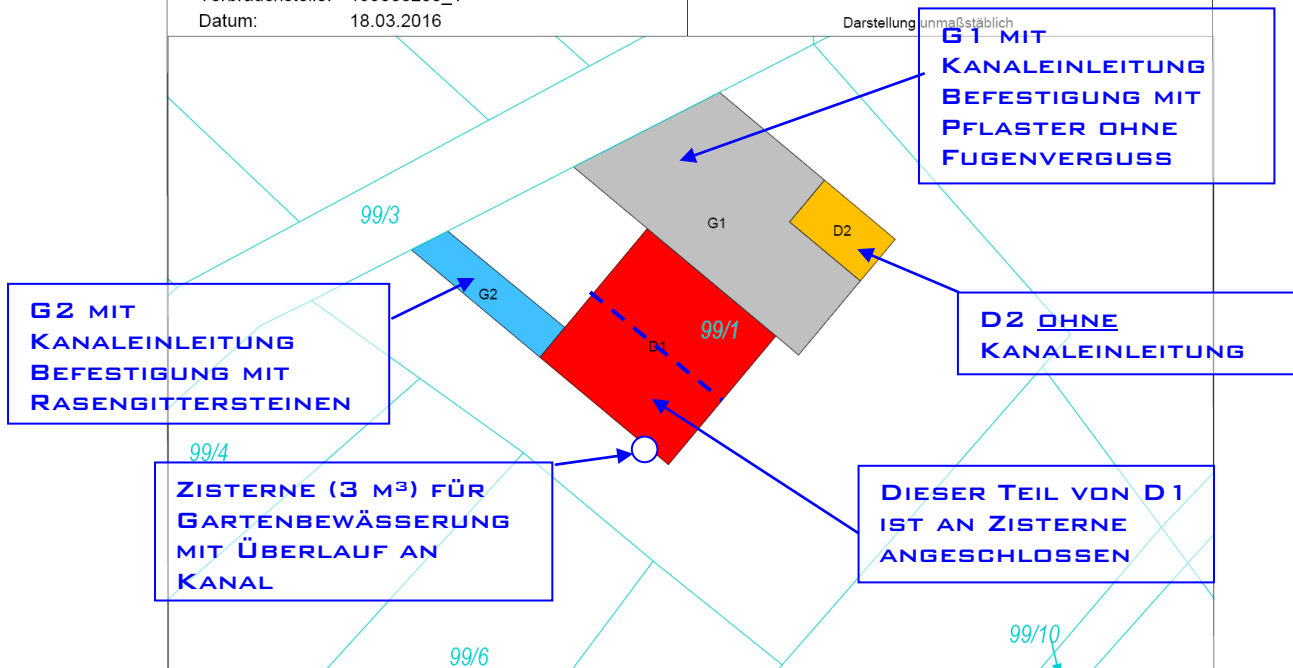 Datum: 18.03.2016
Darstellung unmaßstäblich
G1 MIT
KANALEINLEITUNG
BEFESTIGUNG MIT
PFLASTER OHNE
FUGENVERGUSS
99/3
G1
D2
G2
99/1
D1
G2 MIT
KANALEINLEITUNG
BEFESTIGUNG MIT
RASENGITTERSTEINEN
D2 OHNE
KANALEINLEITUNG
99/4
ZISTERNE (3 M³) FÜR
GARTENBEWÄSSERUNG
MIT ÜBERLAUF AN
KANAL
DIESER TEIL VON D1
IST AN ZISTERNE
ANGESCHLOSSEN
99/6
99/10